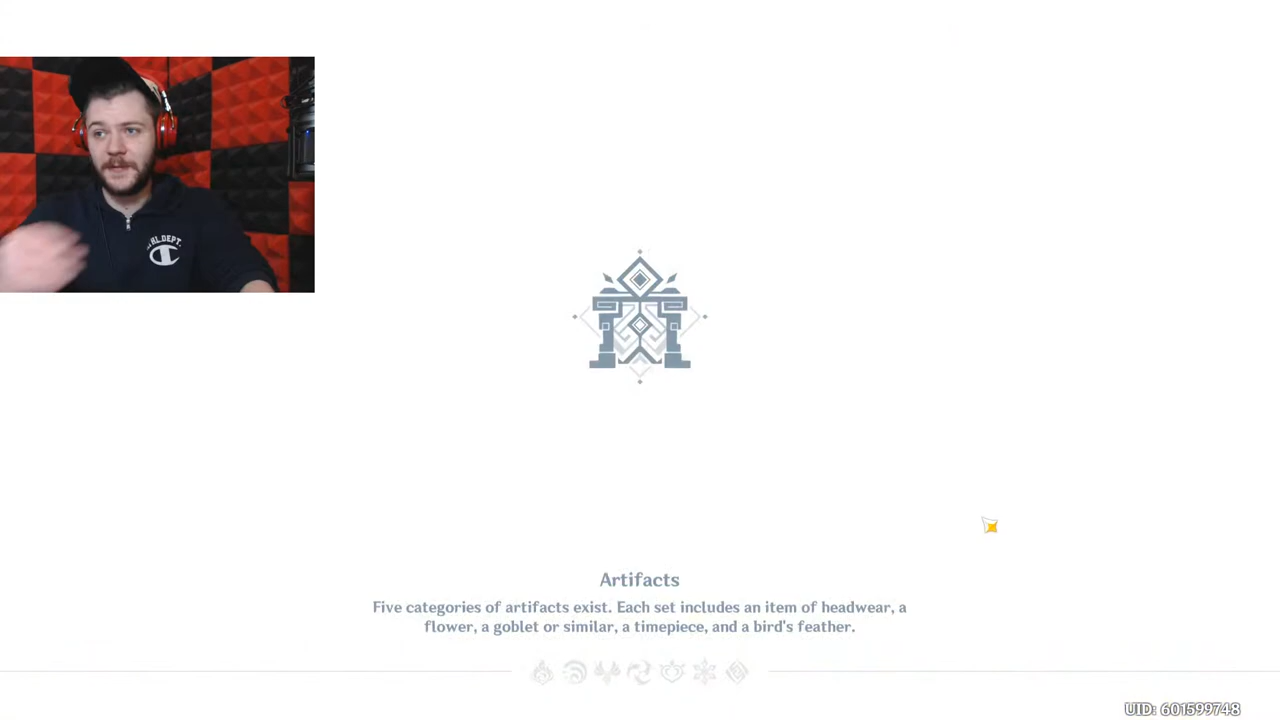 ALDEPT.
Artifacts
Five categories of artifacts exist. Each set includes an item of headwear, a
flower, a goblet or similar, a timepiece, and a bird's feather.
UID: 601599748